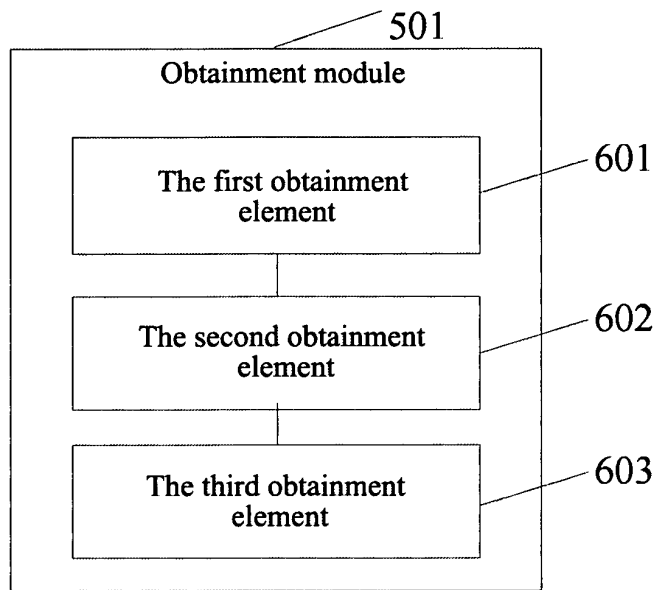 501
Obtainment module
The first obtainment
element
601
The second obtainment
element
602
The third obtainment
element
603